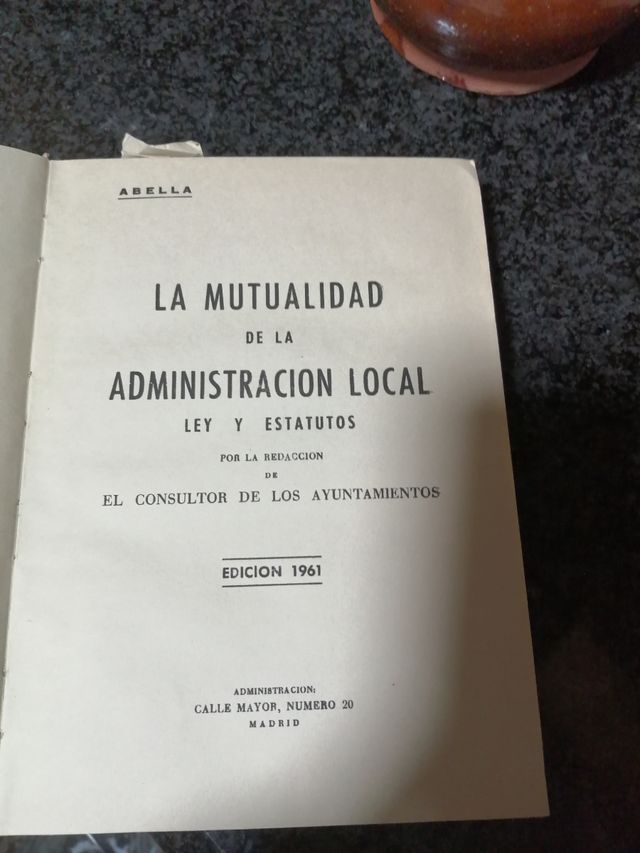 ABELLA
LA MUTUALIDAD
DE LA
ADMINISTRACION LOCAL
LEY Y ESTATUTOS
POR LA REDACCION
DE
EL CONSULTOR DE LOS AYUNTAMIENTOS
EDICION 1961
ADMINISTRACION:
CALLE MAYOR, NUMERO 20
MADRID